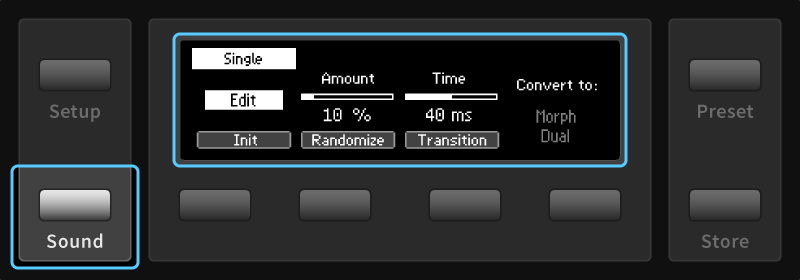 Setup
Sound
Single
Edit
Init
Amount
10 %
Randomize
Time
40 ms
Transition
Convert to:
Morph
Dual
Preset
Store